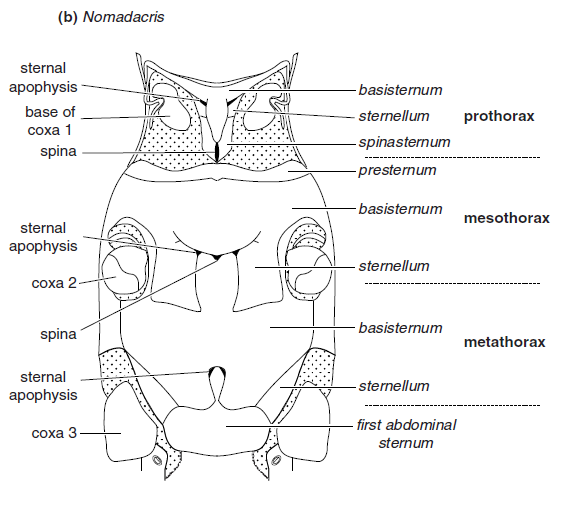 (b) Nomadacris
sternal
apophysis
base of
coxa 1
spina
basisternum
sternellum
prothorax
spinasternum
presternum
basisternum
mesothorax
sternal
apophysis
coxa 2
sternellum
spina
basisternum
metathorax
sternal
apophysis
sternellum
coxa 3
first abdominal
sternum